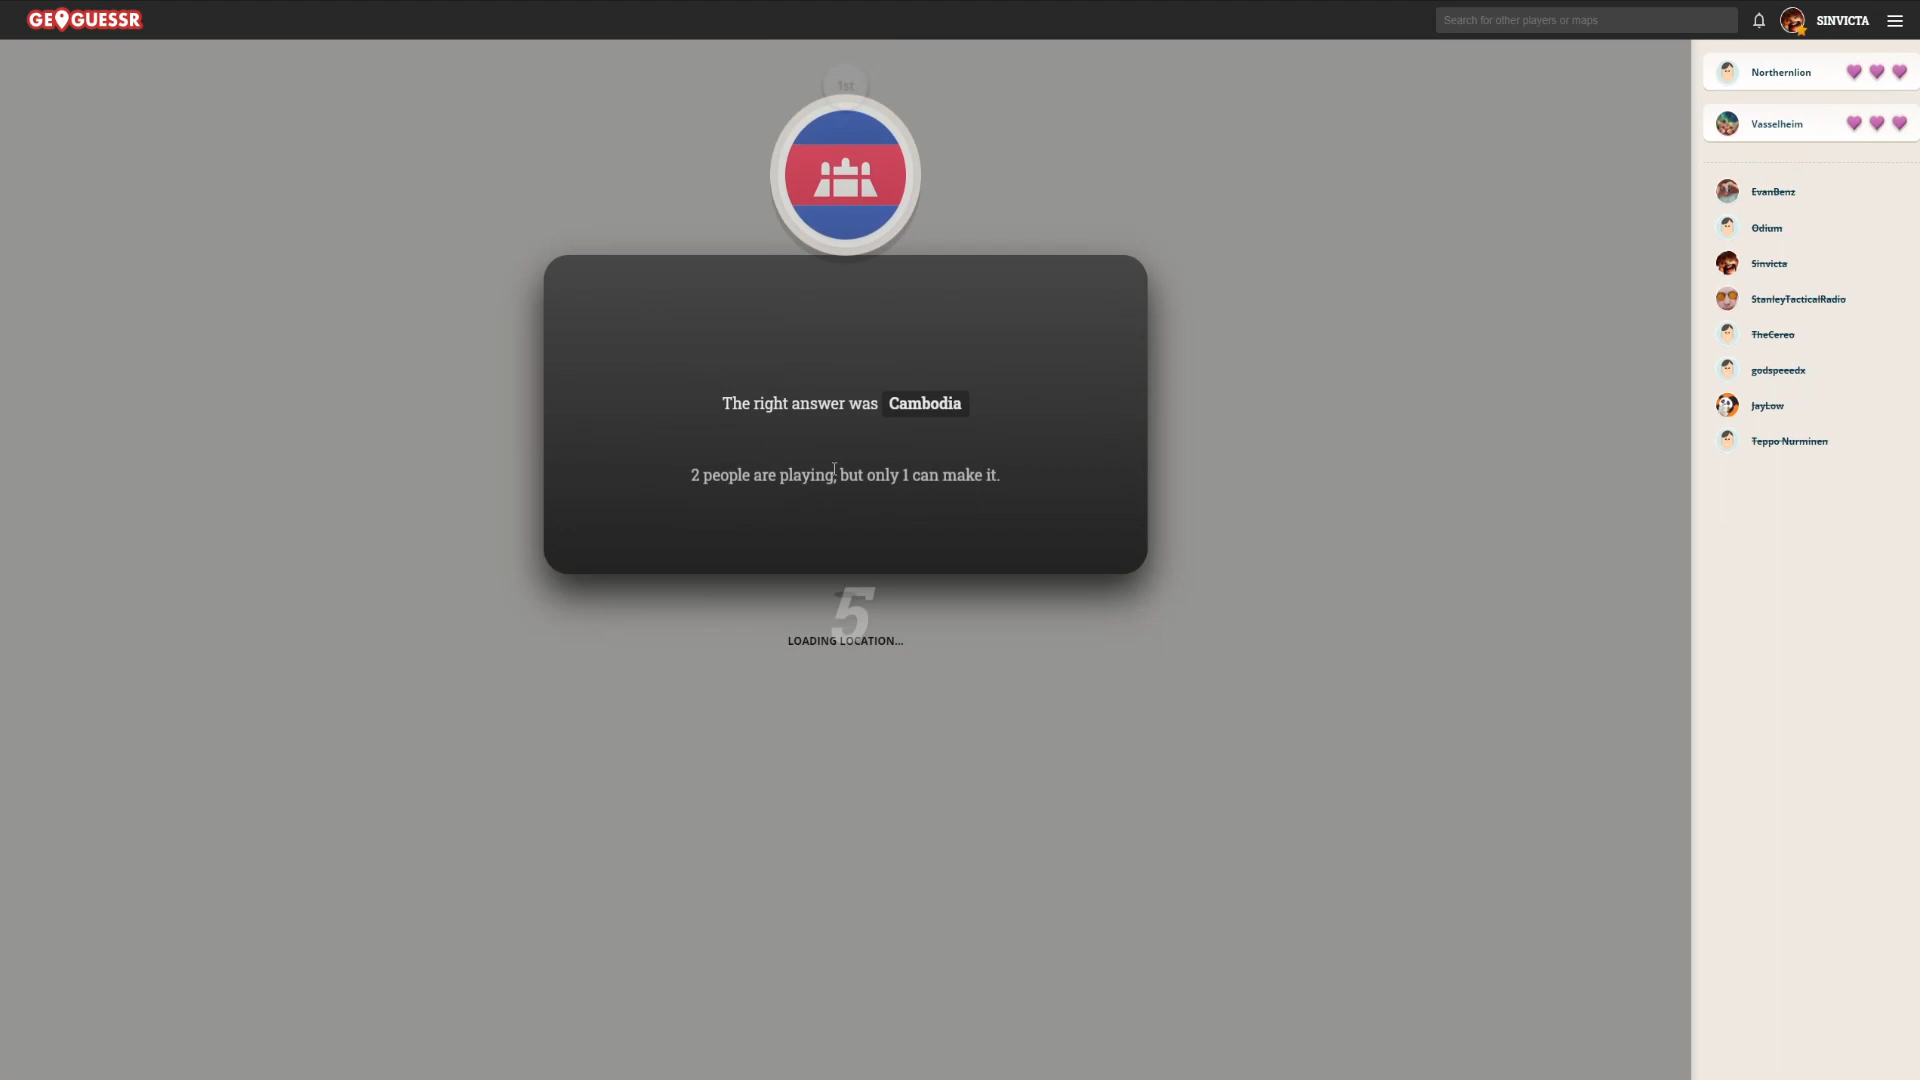 GEOGUESSR
Search for other players or maps
SINVICTA
1st
The right answer was Cambodia
2 people are playing, but only 1 can make it.
5
LOADING LOCATION...
Northernlion
Vasselheim
EvanBenz
Odium
Sinvicta
StanleyTacticalRadio
TheCereo
godspeeedx
JayLow
Teppo Nurminen